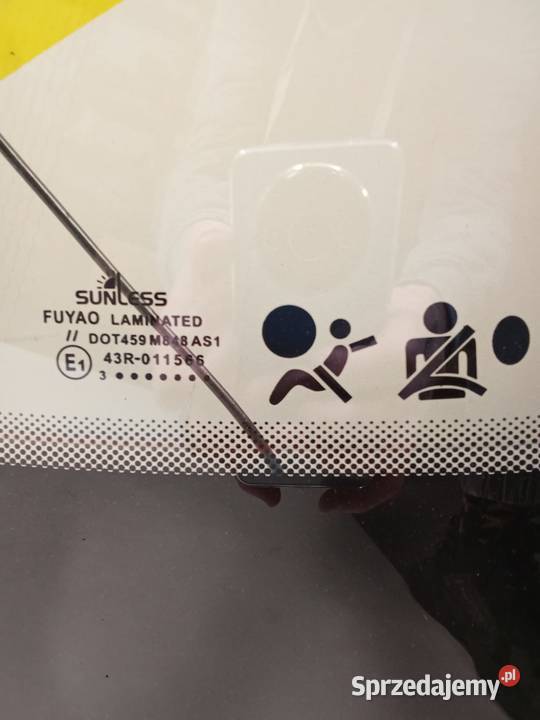 SUNLESS
FUYAO LAMINATED
// DOT459 M848 AS1
E1 43R-011566
3 • • • • • • •
Sprzedajemy.pl